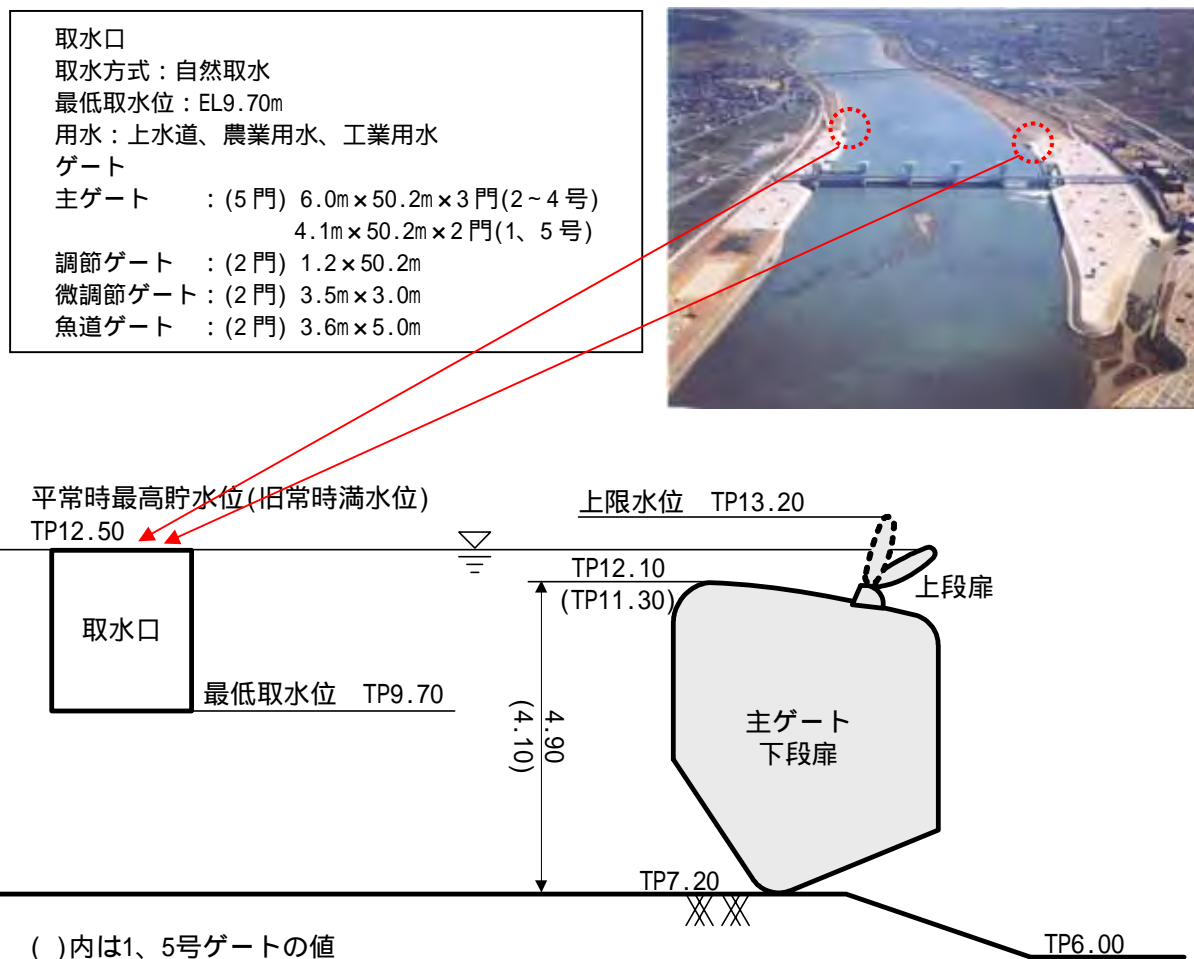 取水口
取水方式:自然取水
最低取水位:EL9.70m
用水:上水道、農業用水、工業用水
ゲート
主ゲート :(5門) 6.0m×50.2m×3門(2~4号)
4.1m×50.2m×2門(1、5号)
調節ゲート :(2門) 1.2×50.2m
微調節ゲート:(2門) 3.5m×3.0m
魚道ゲート :(2門) 3.6m×5.0m
平常時最高貯水位(旧常時満水位)
TP12.50
上限水位 TP13.20
TP12.10
(TP11.30)
上段扉
取水口
最低取水位 TP9.70
4.90
(4.10)
主ゲート
下段扉
TP7.20
( )内は1、5号ゲートの値
TP6.00